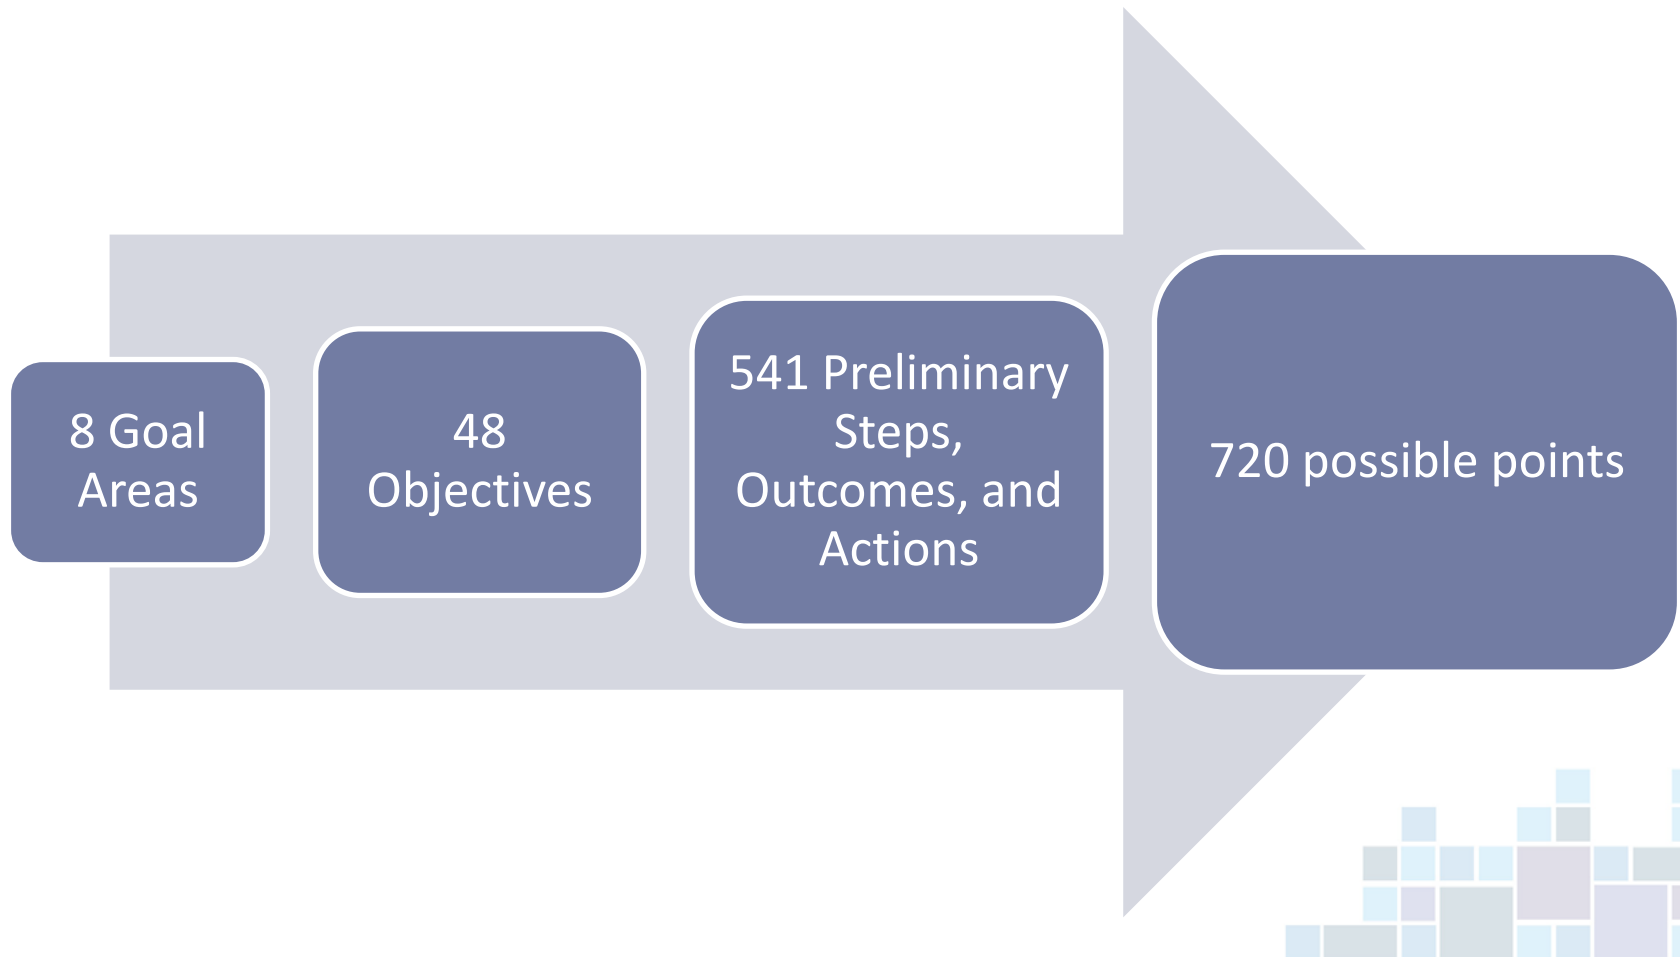 8 Goal
Areas
48
Objectives
541 Preliminary
Steps,
Outcomes, and
Actions
720 possible points